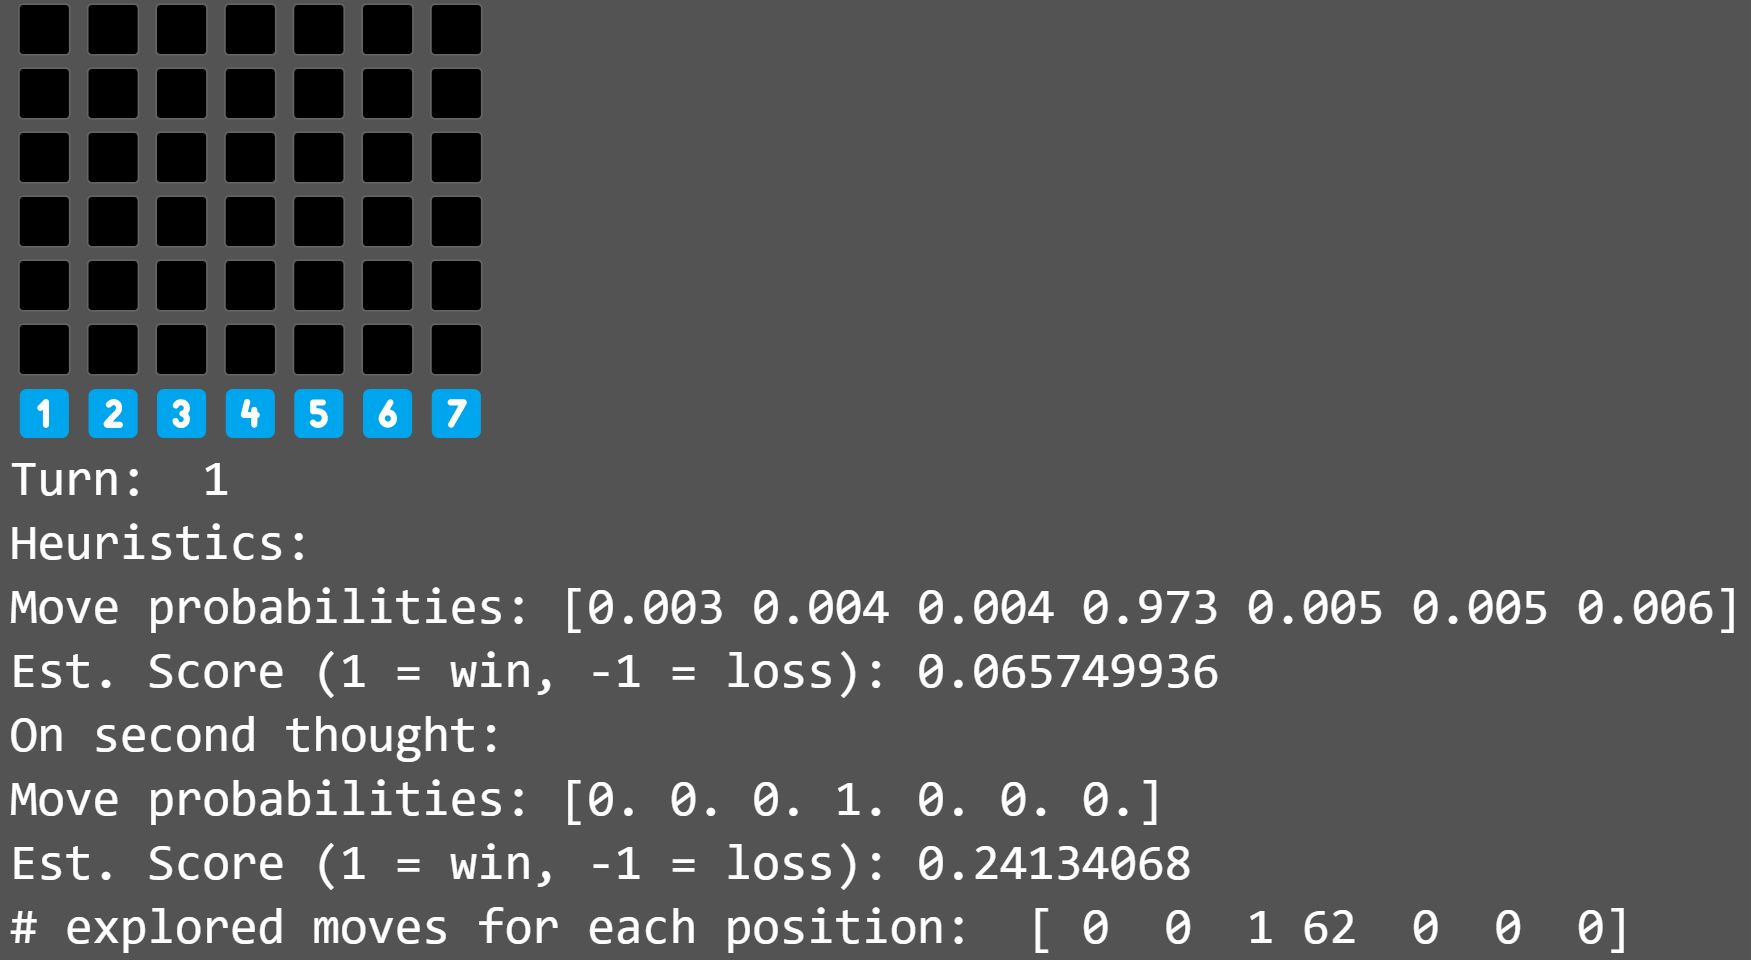 1 2 3 4 5 6 7
Turn:  1
Heuristics:
Move probabilities: [0.003 0.004 0.004 0.973 0.005 0.005 0.006]
Est. Score (1 = win, -1 = loss): 0.065749936
On second thought:
Move probabilities: [0. 0. 0. 1. 0. 0. 0.]
Est. Score (1 = win, -1 = loss): 0.24134068
# explored moves for each position:  [ 0  0  1 62  0  0  0]